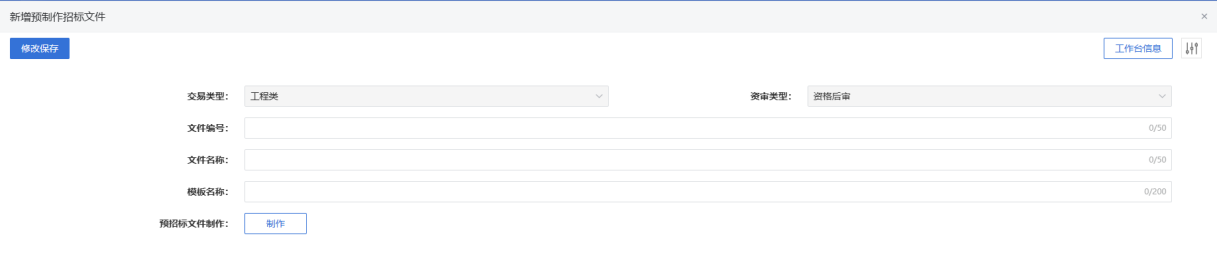 新增预制作招标文件
×
修改保存
工作台信息
交易类型： 工程类
资审类型： 资格后审
文件编号： 0/50
文件名称： 0/50
模板名称： 0/200
预招标文件制作： 制作